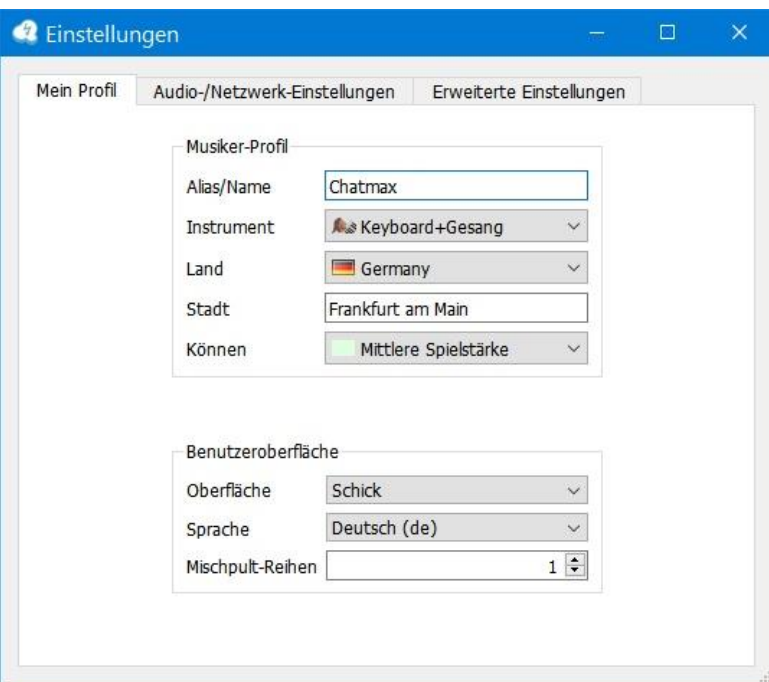 Einstellungen
Mein Profil Audio-/Netzwerk-Einstellungen Erweiterte Einstellungen
Musiker-Profil
Alias/Name Chatmax
Instrument Keyboard+Gesang
Land Germany
Stadt Frankfurt am Main
Können Mittlere Spielstärke
Benutzeroberfläche
Oberfläche Schick
Sprache Deutsch (de)
Mischpult-Reihen 1